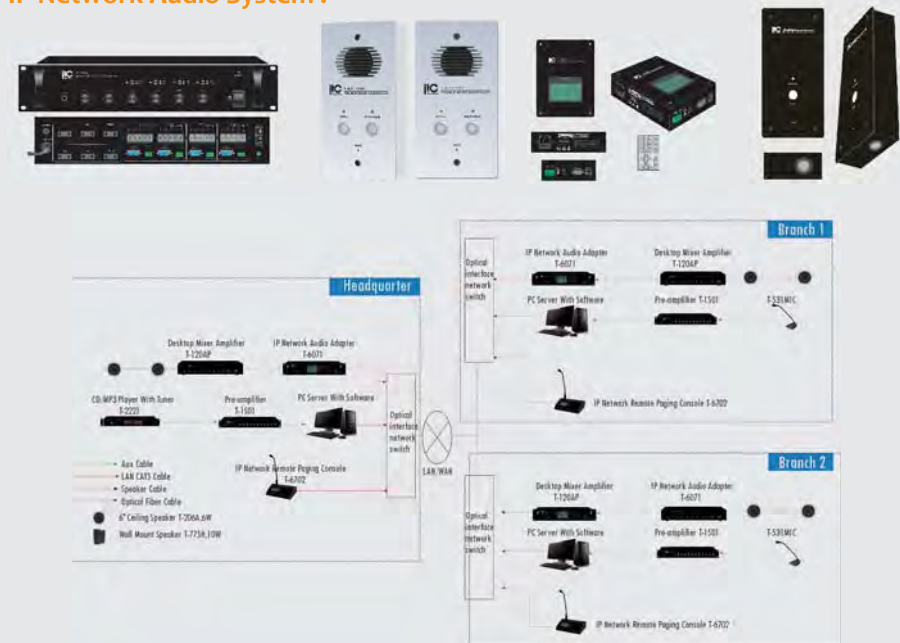 IP Network Audio System :
itc
itc
itc
itc
itc
Headquarter
Desktop Mixer Amplifier
T-120AP
IP Network Audio Adapter
T-6071
CD/MP3 Player With Tuner
T-2221
Pre-amplifier
T-1501
PC Server With Software
Optical
interface
network
switch
IP Network Remote Paging Console
T-6702
Aux Cable
LAN CAT5 Cable
Speaker Cable
Optical Fiber Cable
6" Ceiling Speaker T-206A,6W
Wall Mount Speaker T-775H,10W
LAN/WAN
Branch 1
Optical
interface
network
switch
IP Network Audio Adapter
T-6071
Desktop Mixer Amplifier
T-120AP
PC Server With Software
Pre-amplifier T-1501
T-531MIC
IP Network Remote Paging Console T-6702
Branch 2
Optical
interface
network
switch
Desktop Mixer Amplifier
T-120AP
IP Network Audio Adapter
T-6071
PC Server With Software
Pre-amplifier T-1501
T-531MIC
IP Network Remote Paging Console T-6702